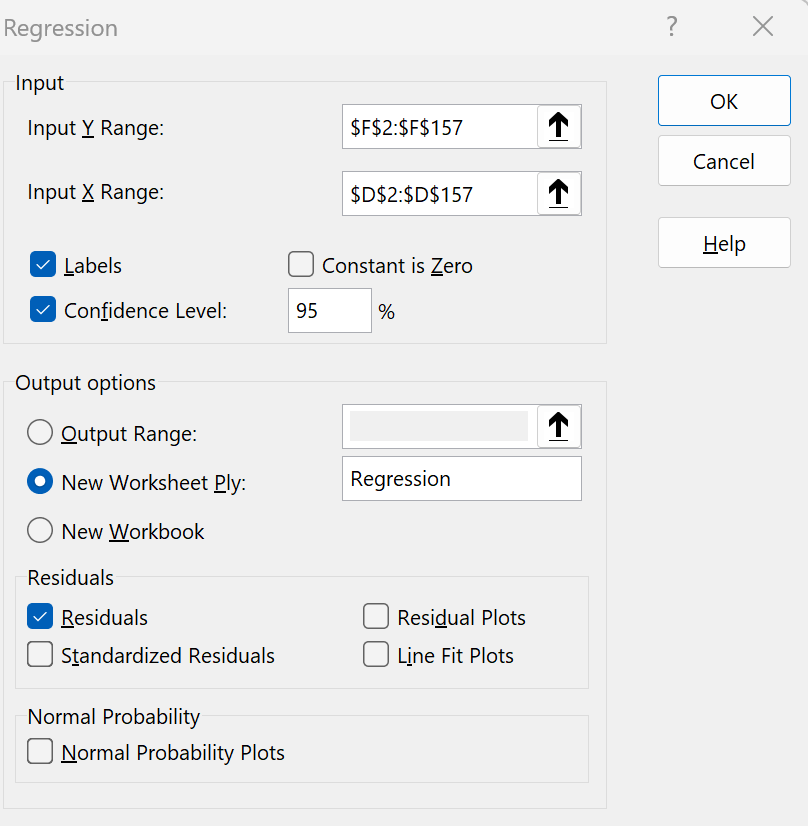 Regression ?
Input
OK
Input Y Range: $F$2:$F$157
Cancel
Input X Range: $D$2:$D$157
Help
Labels Constant is Zero
Confidence Level: 95 %
Output options
Output Range:
New Worksheet Ply: Regression
New Workbook
Residuals
Residuals Residual Plots
Standardized Residuals Line Fit Plots
Normal Probability
Normal Probability Plots